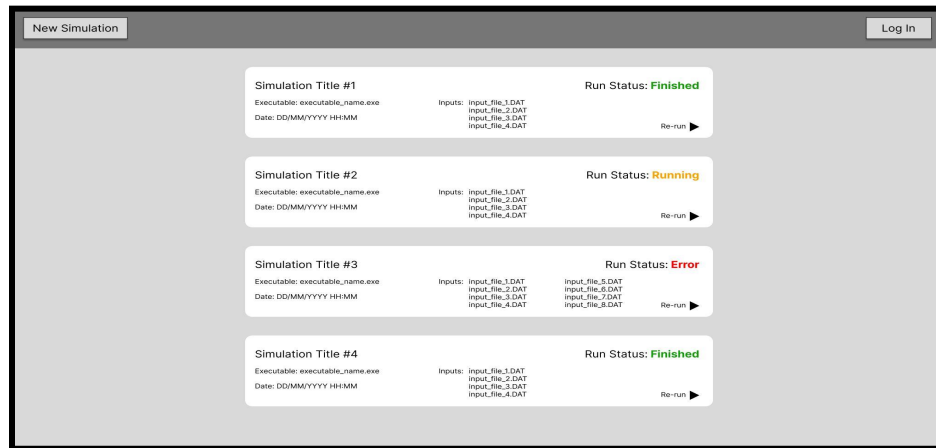 New Simulation
Log In
Simulation Title #1
Run Status: Finished
Executable: executable_name.exe
Date: DD/MM/YYYY HH:MM
Inputs: input_file_1.DAT
input_file_2.DAT
input_file_3.DAT
input_file_4.DAT
Re-run
Simulation Title #2
Run Status: Running
Executable: executable_name.exe
Date: DD/MM/YYYY HH:MM
Inputs: input_file_1.DAT
input_file_2.DAT
input_file_3.DAT
input_file_4.DAT
Re-run
Simulation Title #3
Run Status: Error
Executable: executable_name.exe
Date: DD/MM/YYYY HH:MM
Inputs: input_file_1.DAT
input_file_2.DAT
input_file_3.DAT
input_file_4.DAT
input_file_5.DAT
input_file_6.DAT
input_file_7.DAT
input_file_8.DAT
Re-run
Simulation Title #4
Run Status: Finished
Executable: executable_name.exe
Date: DD/MM/YYYY HH:MM
Inputs: input_file_1.DAT
input_file_2.DAT
input_file_3.DAT
input_file_4.DAT
Re-run